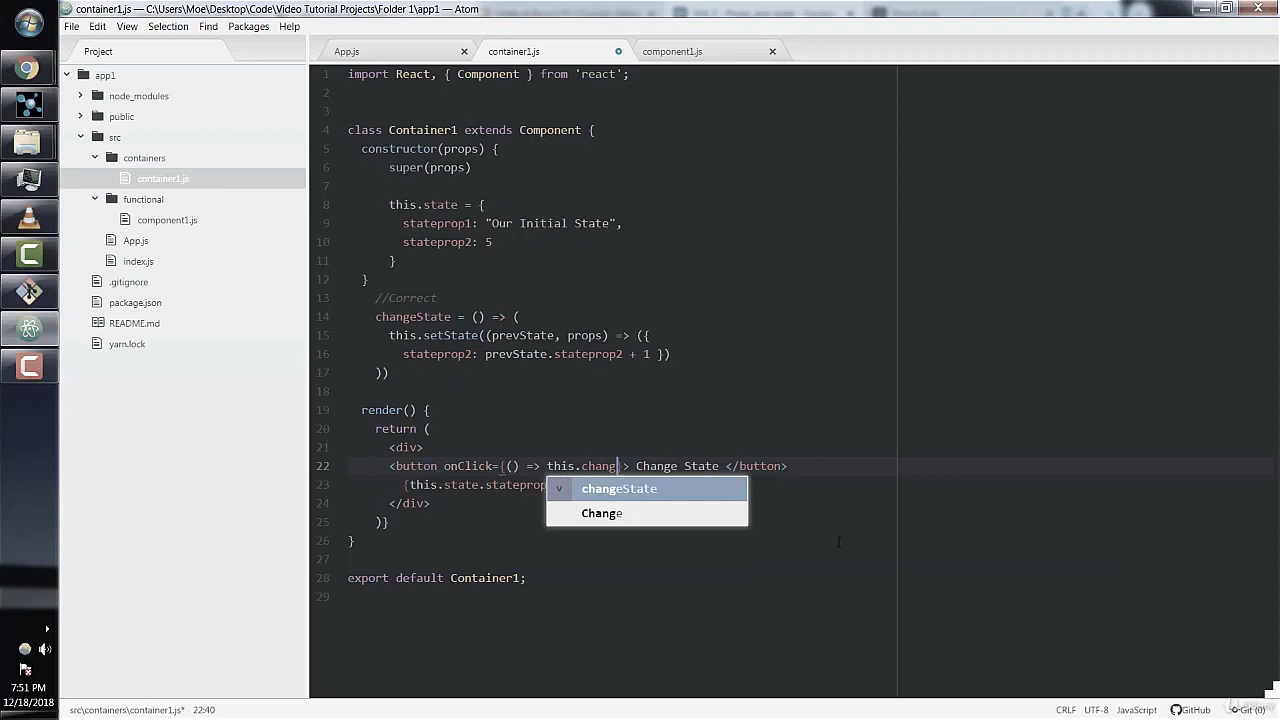 container1.js — C:\Users\Moe\Desktop\Code\Video Tutorial Projects\Folder 1\app1 — Atom
File Edit View Selection Find Packages Help
Project
App.js
container1.js
component1.js
app1
node_modules
public
src
containers
container1.js
functional
component1.js
App.js
index.js
.gitignore
package.json
README.md
yarn.lock
1 import React, { Component } from 'react';
2
3
4 class Container1 extends Component {
5 constructor(props) {
6 super(props)
7
8 this.state = {
9 stateprop1: "Our Initial State",
10 stateprop2: 5
11 }
12 }
13 //Correct
14 changeState = () => (
15 this.setState((prevState, props) => ({
16 stateprop2: prevState.stateprop2 + 1 })
17 ))
18
19 render() {
20 return (
21 <div>
22 <button onClick={() => this.chang}> Change State </button>
23 {this.state.stateprop
24 </div>
25 )}
26 }
27
28 export default Container1;
29
v changeState
Change
7:51 PM
12/18/2018
src\containers\container1.js* 22:40
CRLF UTF-8 JavaScript GitHub Git (0)